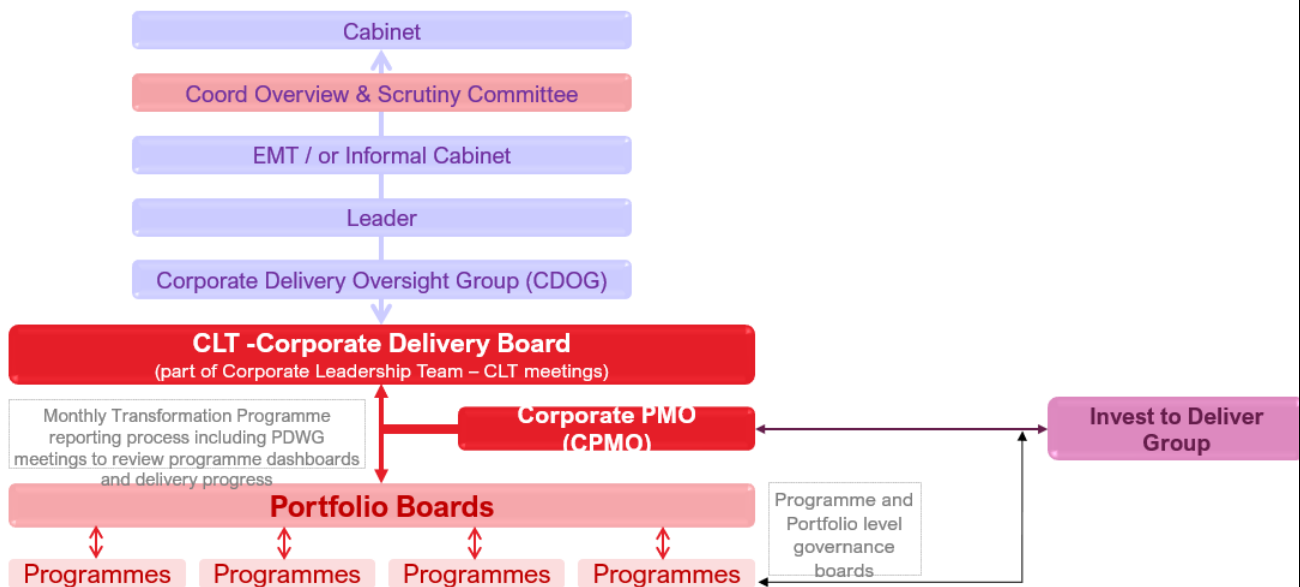 Cabinet
Coord Overview & Scrutiny Committee
EMT / or Informal Cabinet
Leader
Corporate Delivery Oversight Group (CDOG)
CLT -Corporate Delivery Board
(part of Corporate Leadership Team – CLT meetings)
Monthly Transformation Programme
reporting process including PDWG
meetings to review programme dashboards
and delivery progress
Corporate PMO
(CPMO)
Invest to Deliver
Group
Portfolio Boards
Programme and
Portfolio level
governance
boards
Programmes
Programmes
Programmes
Programmes